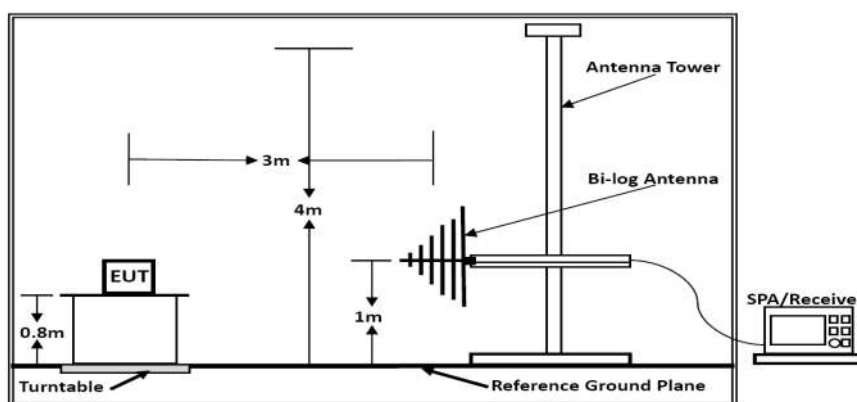 Antenna Tower
3m
Bi-log Antenna
4m
EUT
SPA/Receive
0.8m
1m
Turntable
Reference Ground Plane